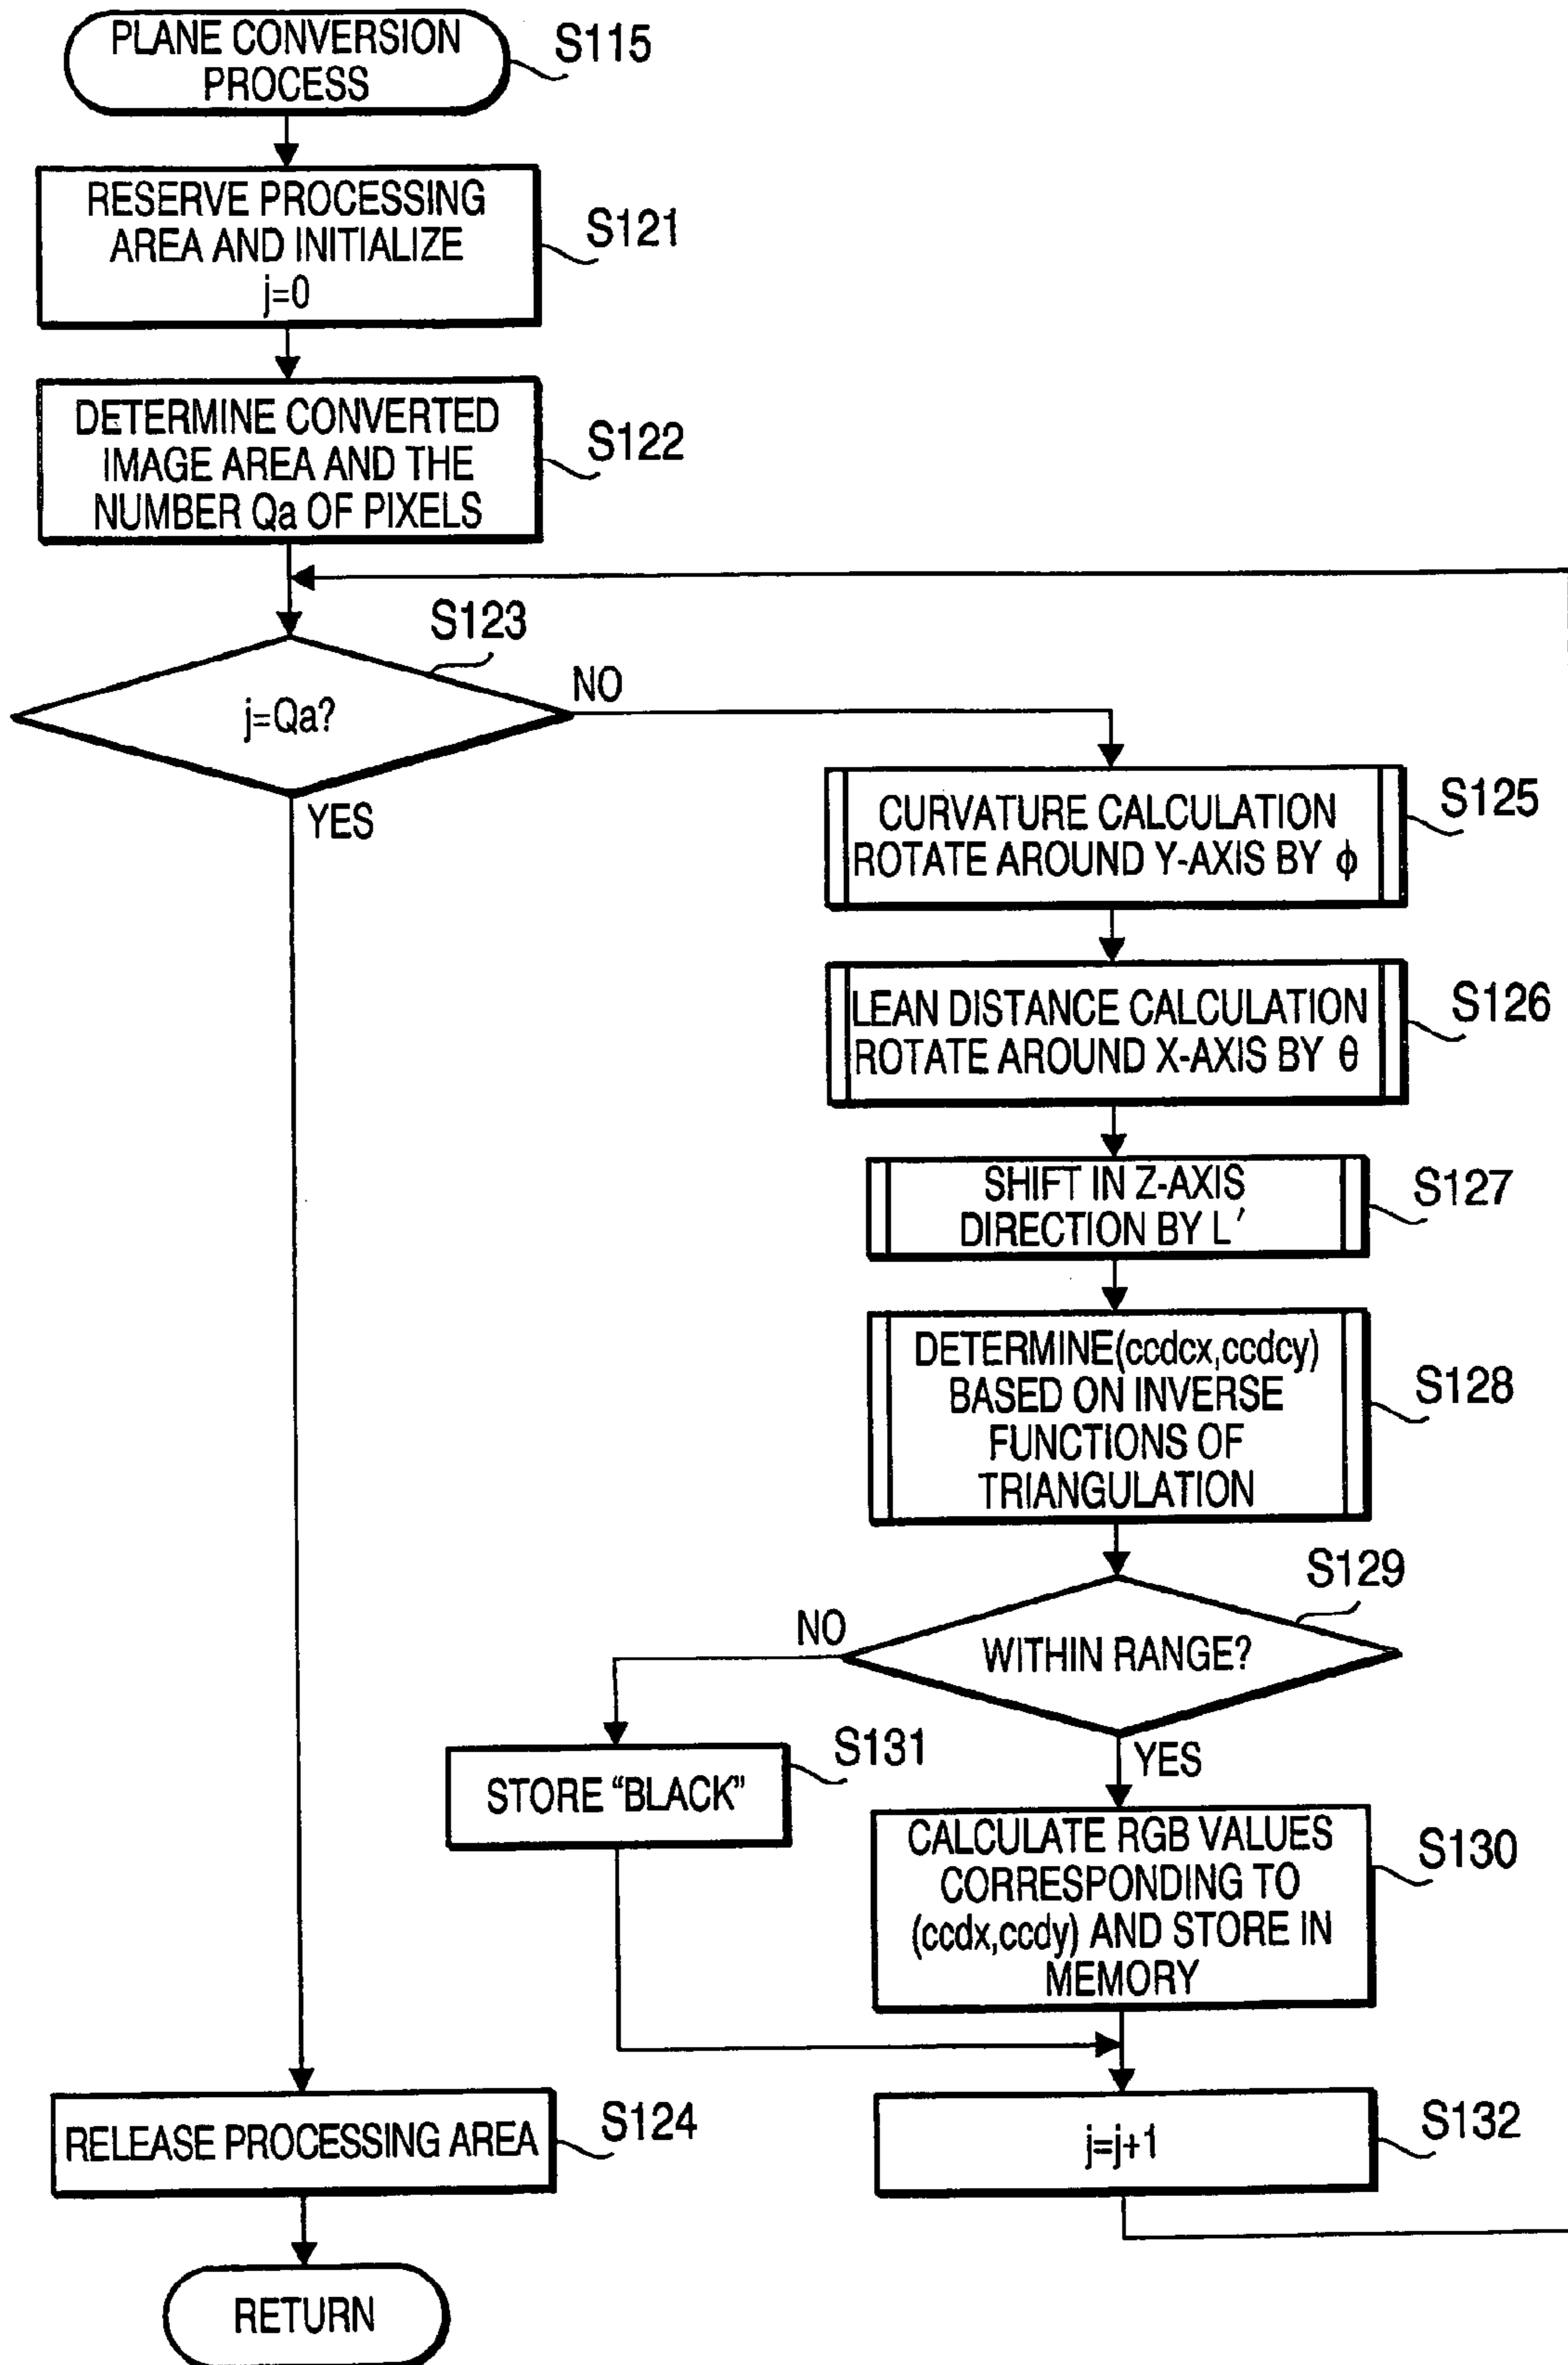 PLANE CONVERSION
PROCESS
S115
RESERVE PROCESSING
AREA AND INITIALIZE
j=0
S121
DETERMINE CONVERTED
IMAGE AREA AND THE
NUMBER Qa OF PIXELS
S122
S123
j=Qa?
NO
YES
CURVATURE CALCULATION
ROTATE AROUND Y-AXIS BY ϕ
S125
LEAN DISTANCE CALCULATION
ROTATE AROUND X-AXIS BY θ
S126
SHIFT IN Z-AXIS
DIRECTION BY L′
S127
DETERMINE(ccdcx,ccdcy)
BASED ON INVERSE
FUNCTIONS OF
TRIANGULATION
S128
S129
WITHIN RANGE?
NO
YES
STORE “BLACK”
S131
CALCULATE RGB VALUES
CORRESPONDING TO
(ccdx,ccdy) AND STORE IN
MEMORY
S130
RELEASE PROCESSING AREA
S124
j=j+1
S132
RETURN